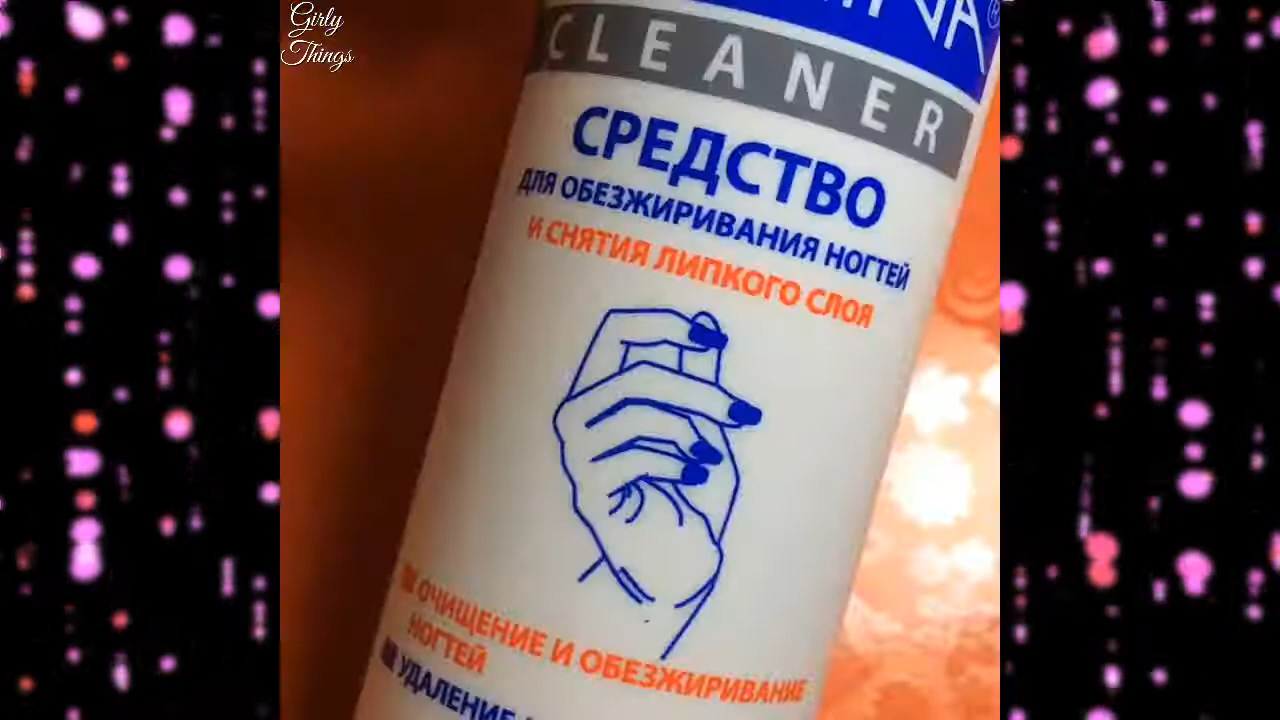 Girly
Things
CLEANER
СРЕДСТВО
ДЛЯ ОБЕЗЖИРИВАНИЯ НОГТЕЙ
И СНЯТИЯ ЛИПКОГО СЛОЯ
ОЧИЩЕНИЕ И ОБЕЗЖИРИВАНИЕ
НОГТЕЙ
УДАЛЕНИЕ